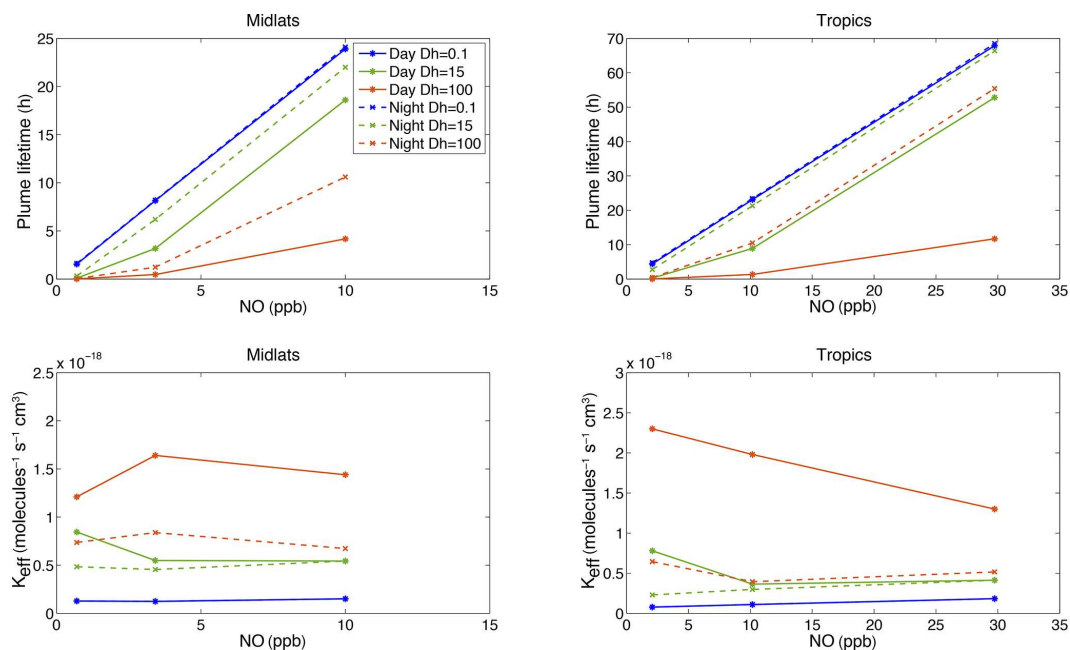 Midlats
Plume lifetime (h)
25
20
15
10
5
0
Day Dh=0.1
Day Dh=15
Day Dh=100
Night Dh=0.1
Night Dh=15
Night Dh=100
0 5 10 15
NO (ppb)
Tropics
Plume lifetime (h)
70
60
50
40
30
20
10
0
0 5 10 15 20 25 30 35
NO (ppb)
Midlats
x 10⁻¹⁸
Keff (molecules⁻¹ s⁻¹ cm³)
2.5
2
1.5
1
0.5
0
0 5 10 15
NO (ppb)
Tropics
x 10⁻¹⁸
Keff (molecules⁻¹ s⁻¹ cm³)
3
2.5
2
1.5
1
0.5
0
0 5 10 15 20 25 30 35
NO (ppb)